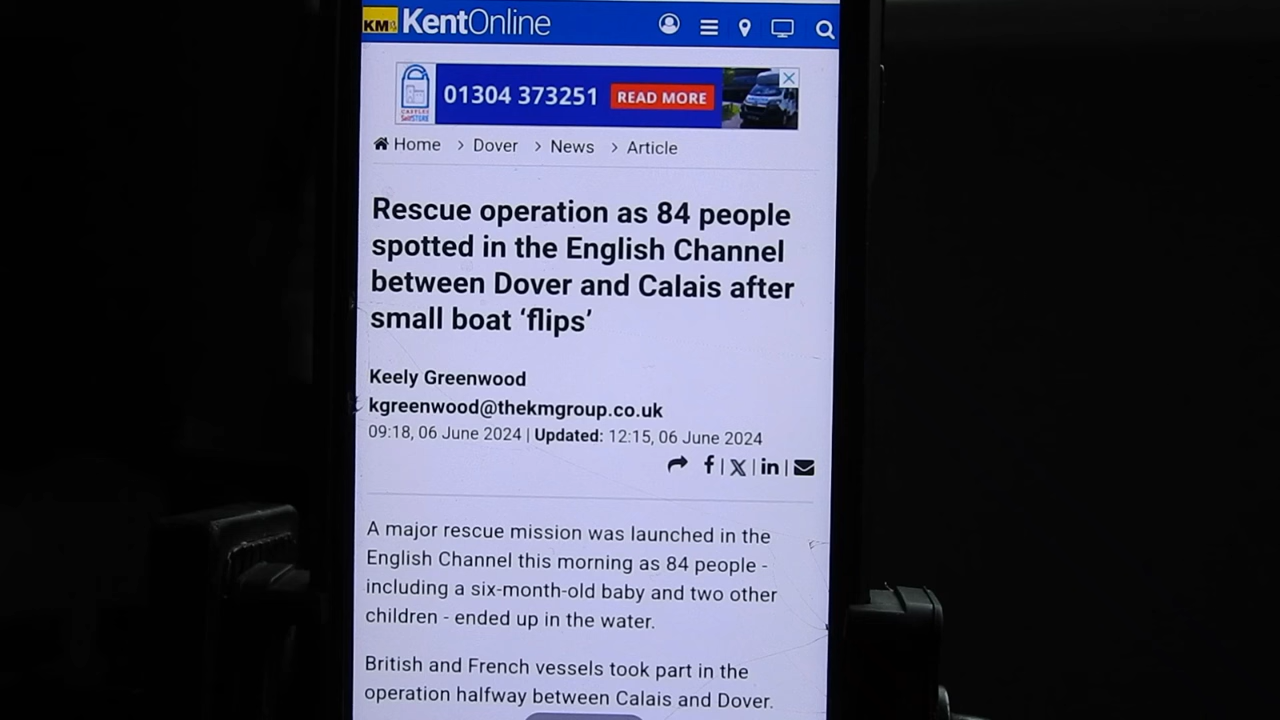 KM KentOnline
01304 373251 READ MORE
Home > Dover > News > Article
Rescue operation as 84 people
spotted in the English Channel
between Dover and Calais after
small boat ‘flips’
Keely Greenwood
kgreenwood@thekmgroup.co.uk
09:18, 06 June 2024 | Updated: 12:15, 06 June 2024
f | X | in |
A major rescue mission was launched in the
English Channel this morning as 84 people -
including a six-month-old baby and two other
children - ended up in the water.
British and French vessels took part in the
operation halfway between Calais and Dover.